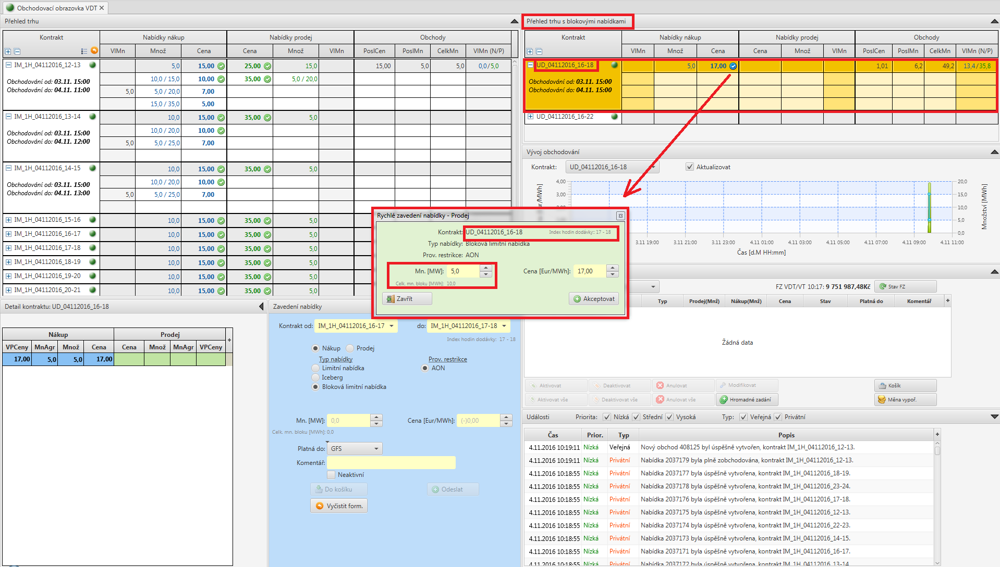 Obchodovací obrazovka VDT
Přehled trhu
Kontrakt Nabídky nákup Nabídky prodej Obchody
VIMn Množ Cena Cena Množ VIMn PoslCen PoslMn CelkMn VIMn (N/P)
IM_1H_04112016_12-13 5,0 15,00 25,00 15,0 15,00 5,0 5,0 0,0/5,0
10,0 / 15,0 10,00 35,00 5,0 / 20,0
Obchodování od: 03.11. 15:00
Obchodování do: 04.11. 11:00
5,0 5,0 / 20,0 7,00
15,0 / 35,0 5,00
IM_1H_04112016_13-14 10,0 15,00 35,00 5,0
10,0 / 20,0 10,00
Obchodování od: 03.11. 15:00
Obchodování do: 04.11. 12:00
5,0 5,0 / 25,0 7,00
IM_1H_04112016_14-15 10,0 15,00 35,00 5,0
10,0 / 20,0 10,00
Obchodování od: 03.11. 15:00
Obchodování do: 04.11. 13:00
5,0 5,0 / 25,0 7,00
IM_1H_04112016_15-16 10,0 15,00 35,00 5,0
IM_1H_04112016_16-17 10,0 15,00 35,00 5,0
IM_1H_04112016_17-18 10,0 15,00 35,00 5,0
IM_1H_04112016_18-19 10,0 15,00 35,00 5,0
IM_1H_04112016_19-20 10,0 15,00 35,00 5,0
IM_1H_04112016_20-21 10,0 15,00 35,00 5,0
Přehled trhu s blokovými nabídkami
Kontrakt Nabídky nákup Nabídky prodej Obchody
VIMn Množ Cena Cena Množ VIMn PoslCen PoslMn CelkMn VIMn (N/P)
UD_04112016_16-18 5,0 17,00 1,01 6,2 49,2 13,4/35,8
Obchodování od: 03.11. 15:00
Obchodování do: 04.11. 15:00
UD_04112016_16-22
Vývoj obchodování
Kontrakt: UD_04112016_16-18 Aktualizovat
4,00 20,0
3,00 15,0
10,0
5,0
0,0
Množství [MWh]
3.11 19:00 3.11 21:00 3.11 23:00 4.11 01:00 4.11 03:00 4.11 05:00 4.11 07:00 4.11 09:00 4.11 11:00
Čas [d.M HH:mm]
Rychlé zavedení nabídky - Prodej
Kontrakt: UD_04112016_16-18 Index hodin dodávky: 17 - 18
Typ nabídky: Bloková limitní nabídka
Prov. restrikce: AON
Mn. [MW]: 5,0 Cena [Eur/MWh]: 17,00
Celk. mn. bloku [MWh]: 10,0
Zavřít Akceptovat
FZ VDT/VT 10:17: 9 751 987,48Kč Stav FZ
Typ Prodej(Mnž) Nákup(Mnž) Cena Stav Platná do Komentář +
Žádná data
Aktivovat Deaktivovat Anulovat Modifikovat Košík
Aktivovat vše Deaktivovat vše Anulovat vše Hromadné zadání Měna vypoř.
Detail kontraktu: UD_04112016_16-18
Nákup Prodej +
VPCeny MnAgr Množ Cena Cena Množ MnAgr VPCeny
17,00 5,0 5,0 17,00
Zavedení nabídky
Kontrakt od: IM_1H_04112016_16-17 do: IM_1H_04112016_17-18
Index hodin dodávky: 17 - 18
Nákup Prodej
Typ nabídky Prov. restrikce
Limitní nabídka AON
Iceberg
Bloková limitní nabídka
Mn. [MW]: 0,0 Cena [Eur/MWh]: (-)0,00
Celk. mn. bloku [MWh]: 0,0
Platná do: GFS
Komentář:
Neaktivní
Do košíku Odeslat
Vyčistit form.
Události Priorita: Nízká Střední Vysoká Typ: Veřejná Privátní
Čas Prior. Typ Popis +
4.11.2016 10:19:11 Nízká Veřejná Nový obchod 408125 byl úspěšně vytvořen, kontrakt IM_1H_04112016_12-13.
4.11.2016 10:19:11 Nízká Privátní Nabídka 2037179 byla plně zobchodována, kontrakt IM_1H_04112016_12-13.
4.11.2016 10:18:55 Nízká Privátní Nabídka 2037177 byla úspěšně vytvořena, kontrakt IM_1H_04112016_18-19.
4.11.2016 10:18:55 Nízká Privátní Nabídka 2037178 byla úspěšně vytvořena, kontrakt IM_1H_04112016_23-24.
4.11.2016 10:18:55 Nízká Privátní Nabídka 2037176 byla úspěšně vytvořena, kontrakt IM_1H_04112016_17-18.
4.11.2016 10:18:55 Nízká Privátní Nabídka 2037175 byla úspěšně vytvořena, kontrakt IM_1H_04112016_12-13.
4.11.2016 10:18:55 Nízká Privátní Nabídka 2037174 byla úspěšně vytvořena, kontrakt IM_1H_04112016_22-23.
4.11.2016 10:18:55 Nízká Privátní Nabídka 2037173 byla úspěšně vytvořena, kontrakt IM_1H_04112016_14-15.
4.11.2016 10:18:55 Nízká Privátní Nabídka 2037171 byla úspěšně vytvořena, kontrakt IM_1H_04112016_16-17.
4.11.2016 10:18:55 Nízká Privátní Nabídka 2037172 byla úspěšně vytvořena, kontrakt IM_1H_04112016_13-14